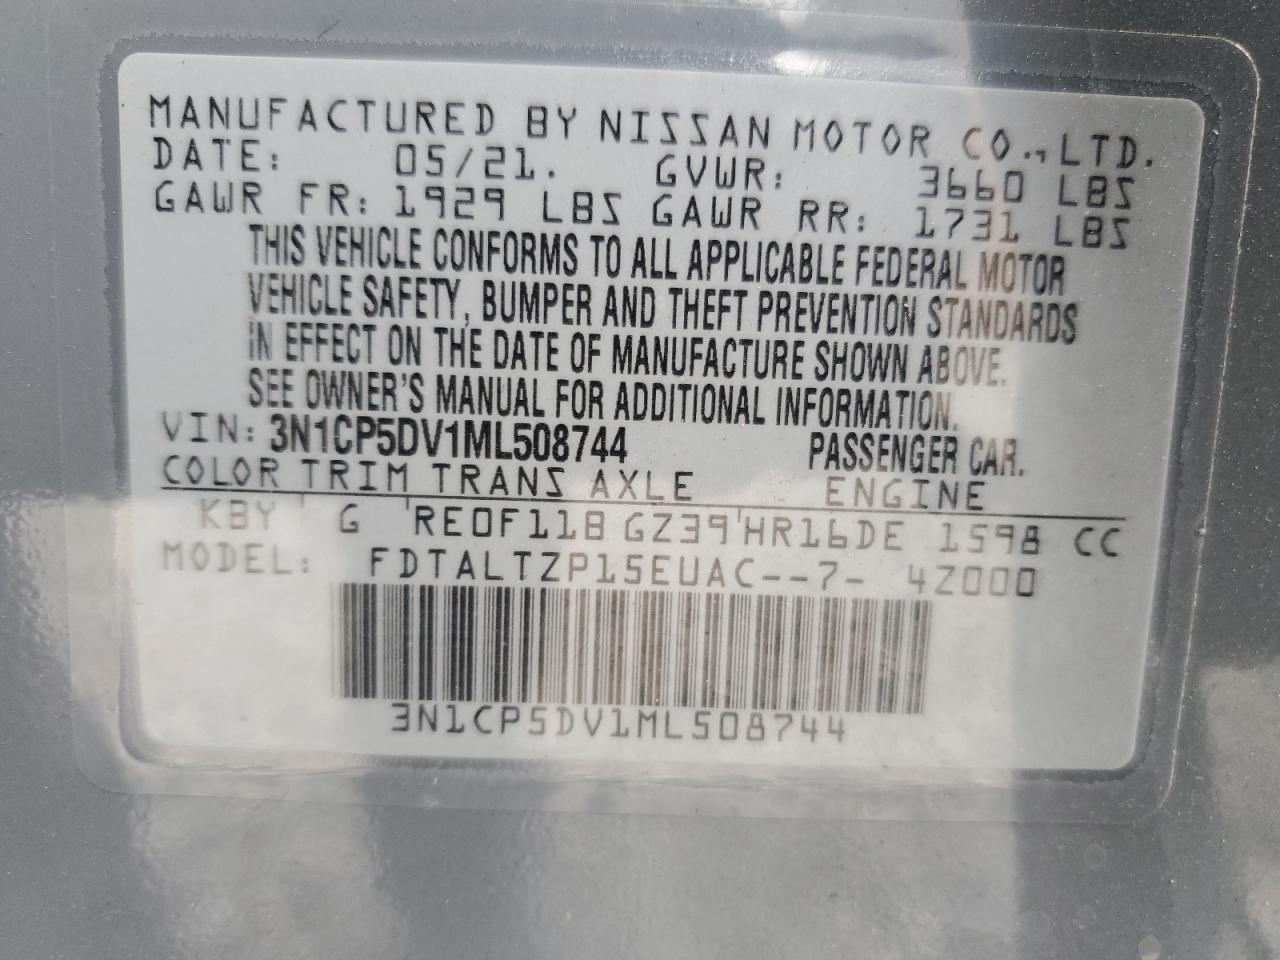 MANUFACTURED BY NISSAN MOTOR CO., LTD.
DATE: 05/21. GVWR: 3660 LBS
GAWR FR: 1929 LBS GAWR RR: 1731 LBS
THIS VEHICLE CONFORMS TO ALL APPLICABLE FEDERAL MOTOR
VEHICLE SAFETY, BUMPER AND THEFT PREVENTION STANDARDS
IN EFFECT ON THE DATE OF MANUFACTURE SHOWN ABOVE.
SEE OWNER'S MANUAL FOR ADDITIONAL INFORMATION.
VIN: 3N1CP5DV1ML508744 PASSENGER CAR.
COLOR TRIM TRANS AXLE ENGINE
KBY G RE0F11B GZ39 HR16DE 1598 CC
MODEL: FDTALTZP15EUAC--7- 4Z000
3N1CP5DV1ML508744